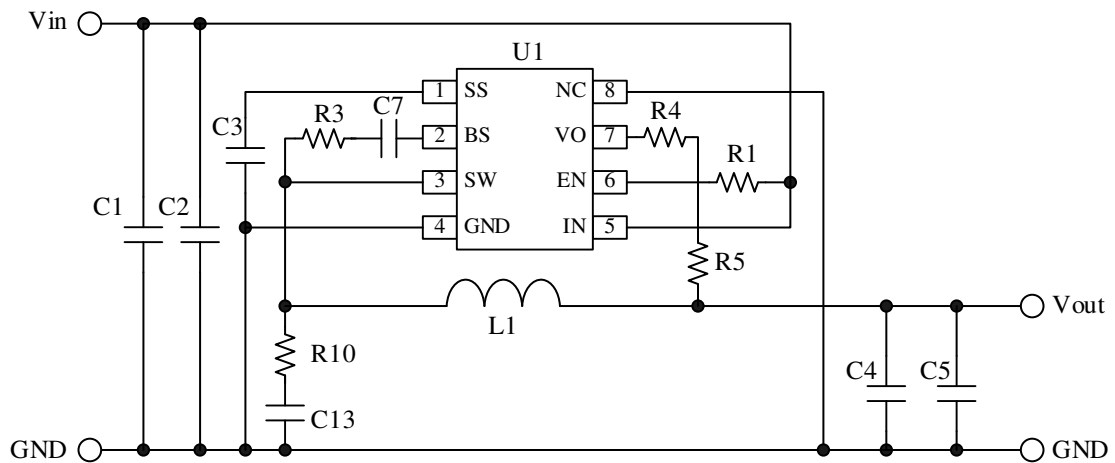 Vin
U1
1 SS NC 8
C3 R3 C7 R4
2 BS VO 7
R1
3 SW EN 6
C1 C2
4 GND IN 5
R5
L1
Vout
R10
C4 C5
C13
GND
GND